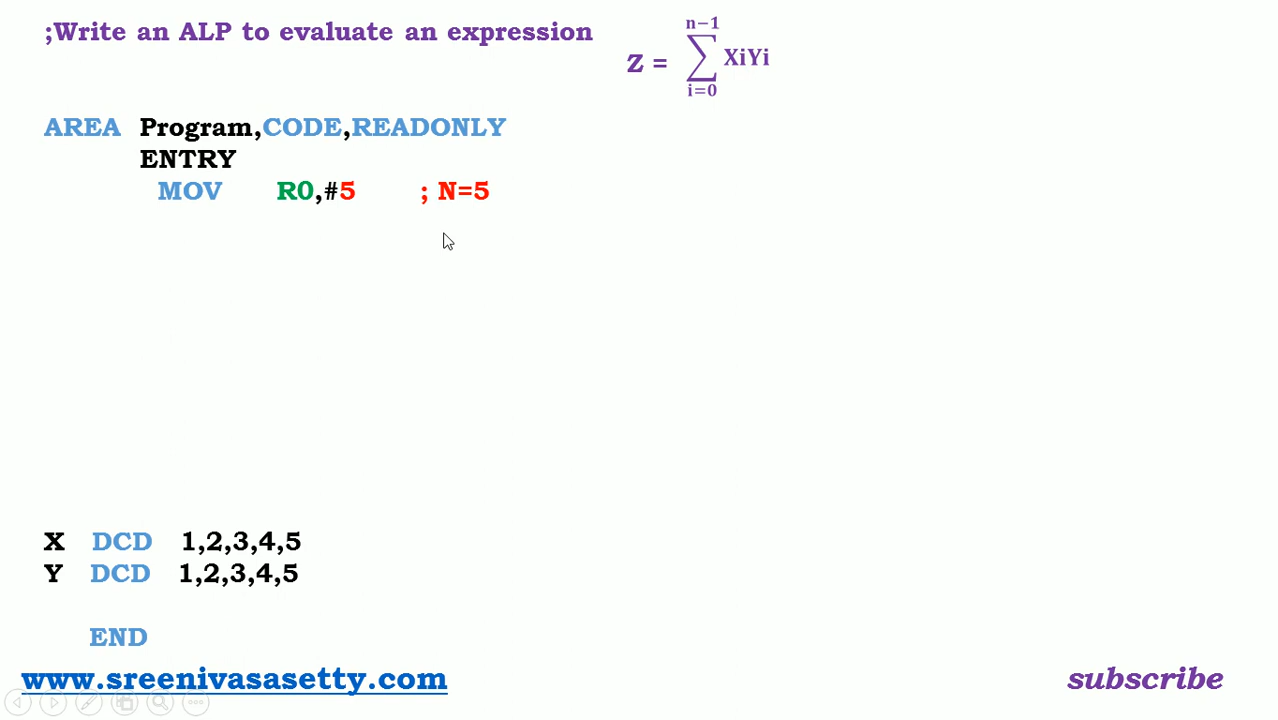 ;Write an ALP to evaluate an expression
Z = n−1 ∑ i=0 XiYi
AREA Program,CODE,READONLY
ENTRY
MOV R0,#5 ; N=5
X DCD 1,2,3,4,5
Y DCD 1,2,3,4,5
END
www.sreenivasasetty.com
subscribe